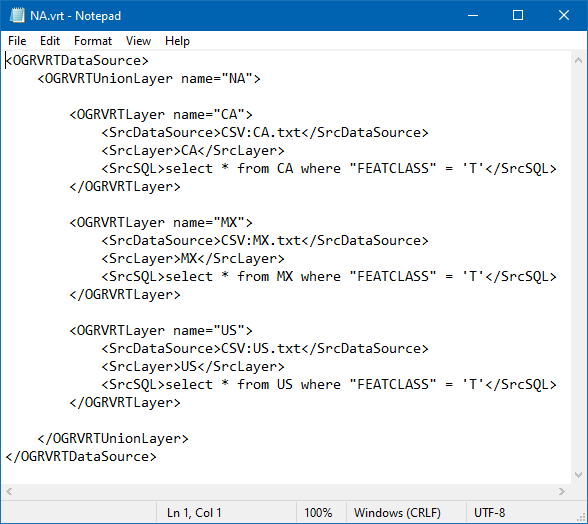 NA.vrt - Notepad
File Edit Format View Help
<OGRVRTDataSource>
    <OGRVRTUnionLayer name="NA">

        <OGRVRTLayer name="CA">
            <SrcDataSource>CSV:CA.txt</SrcDataSource>
            <SrcLayer>CA</SrcLayer>
            <SrcSQL>select * from CA where "FEATCLASS" = 'T'</SrcSQL>
        </OGRVRTLayer>

        <OGRVRTLayer name="MX">
            <SrcDataSource>CSV:MX.txt</SrcDataSource>
            <SrcLayer>MX</SrcLayer>
            <SrcSQL>select * from MX where "FEATCLASS" = 'T'</SrcSQL>
        </OGRVRTLayer>

        <OGRVRTLayer name="US">
            <SrcDataSource>CSV:US.txt</SrcDataSource>
            <SrcLayer>US</SrcLayer>
            <SrcSQL>select * from US where "FEATCLASS" = 'T'</SrcSQL>
        </OGRVRTLayer>

    </OGRVRTUnionLayer>
</OGRVRTDataSource>
Ln 1, Col 1 100% Windows (CRLF) UTF-8